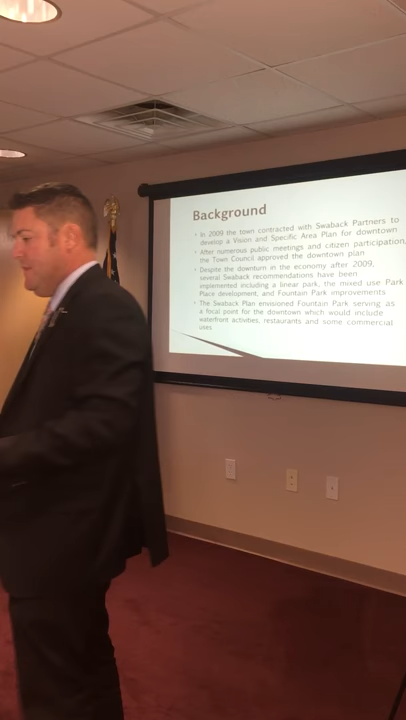 Background
In 2009 the town contracted with Swaback Partners to
develop a Vision and Specific Area Plan for downtown
After numerous public meetings and citizen participation,
the Town Council approved the downtown plan
Despite the downturn in the economy after 2009,
several Swaback recommendations have been
implemented including a linear park, the mixed use Park
Place development, and Fountain Park improvements
The Swaback Plan envisioned Fountain Park serving as
a focal point for the downtown which would include
waterfront activities, restaurants and some commercial
uses